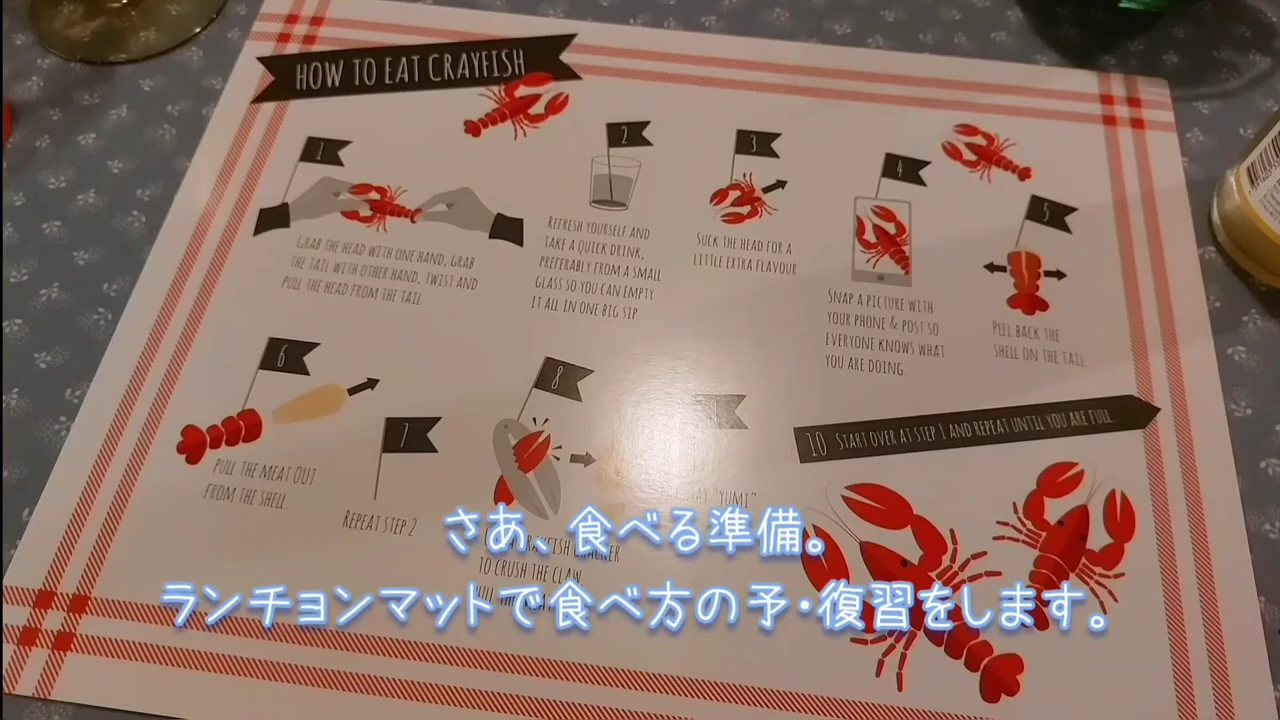 HOW TO EAT CRAYFISH
1
GRAB THE HEAD WITH ONE HAND, GRAB
THE TAIL WITH OTHER HAND, TWIST AND
PULL THE HEAD FROM THE TAIL.
2
REFRESH YOURSELF AND
TAKE A QUICK DRINK,
PREFERABLY FROM A SMALL
GLASS SO YOU CAN EMPTY
IT ALL IN ONE BIG SIP
3
SUCK THE HEAD FOR A
LITTLE EXTRA FLAVOUR
4
SNAP A PICTURE WITH
YOUR PHONE & POST SO
EVERYONE KNOWS WHAT
YOU ARE DOING.
5
PEEL BACK THE
SHELL ON THE TAIL.
6
PULL THE MEAT OUT
FROM THE SHELL.
7
REPEAT STEP 2
8
CRAYFISH CRACKER
TO CRUSH THE CLAW
"YUMI"
10 START OVER AT STEP 1 AND REPEAT UNTIL YOU ARE FULL.
さあ、食べる準備。
ランチョンマットで食べ方の予・復習をします。